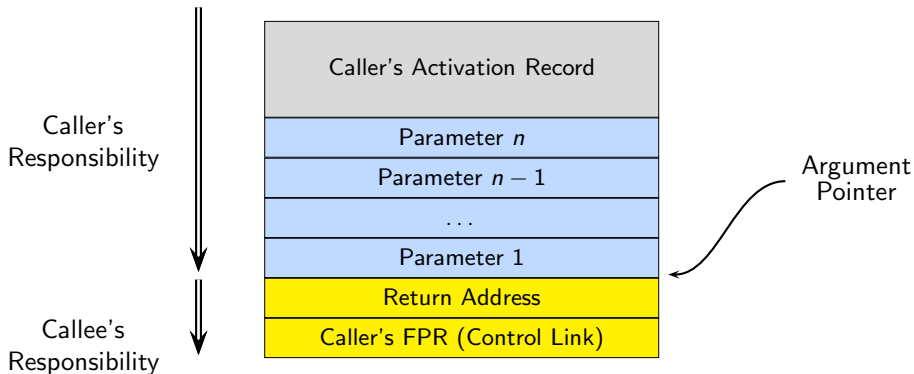 Caller's Activation Record
Parameter n
Parameter n − 1
. . .
Parameter 1
Return Address
Caller's FPR (Control Link)
Caller's
Responsibility
Callee's
Responsibility
Argument
Pointer